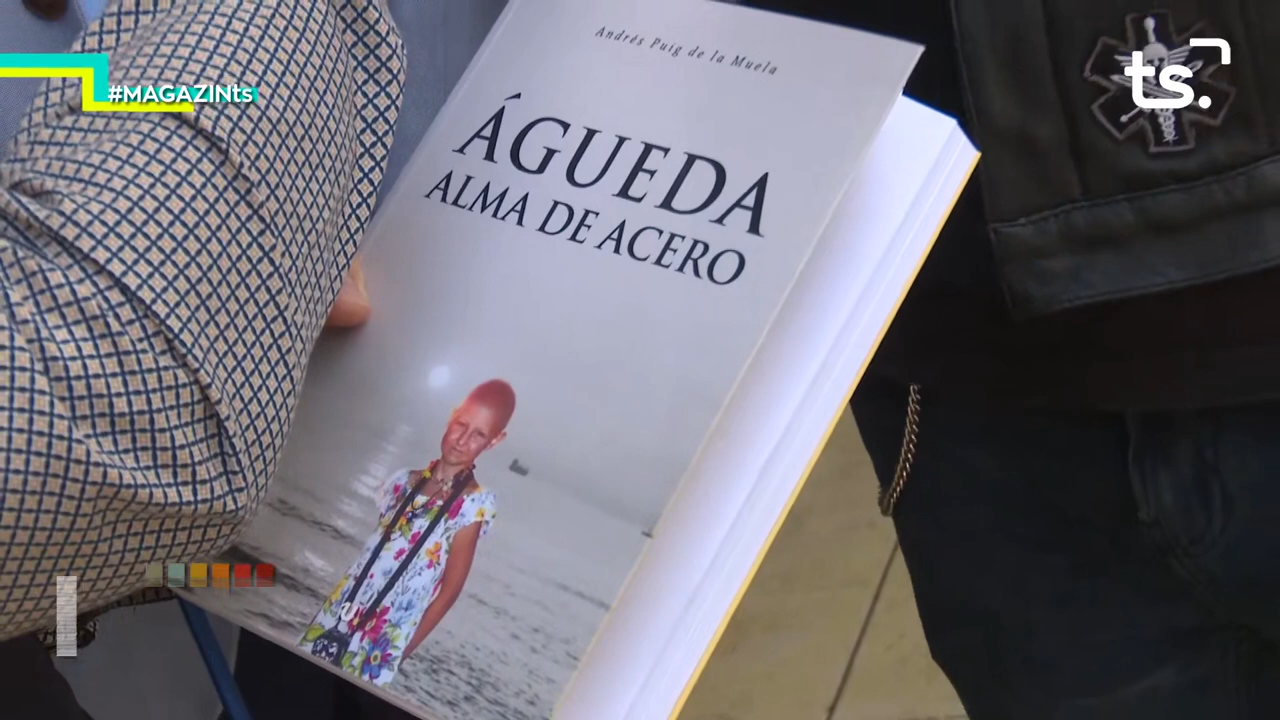 #MAGAZINts
ts.
Andrés Puig de la Muela
ÁGUEDA
ALMA DE ACERO